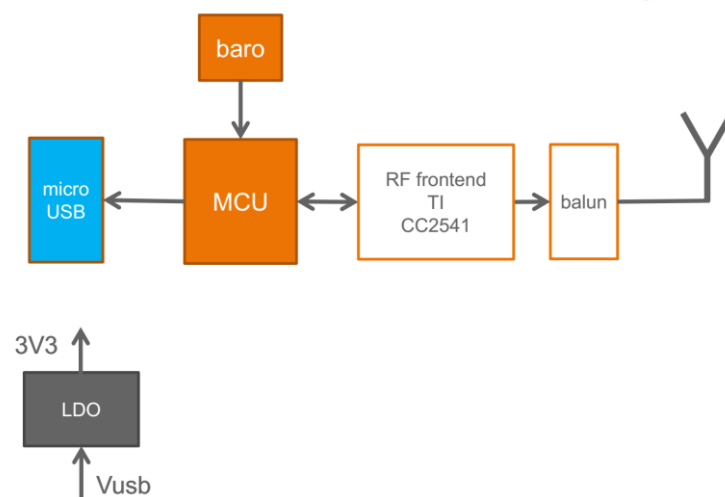 baro
micro
USB
MCU
RF frontend
TI
CC2541
balun
3V3
LDO
Vusb